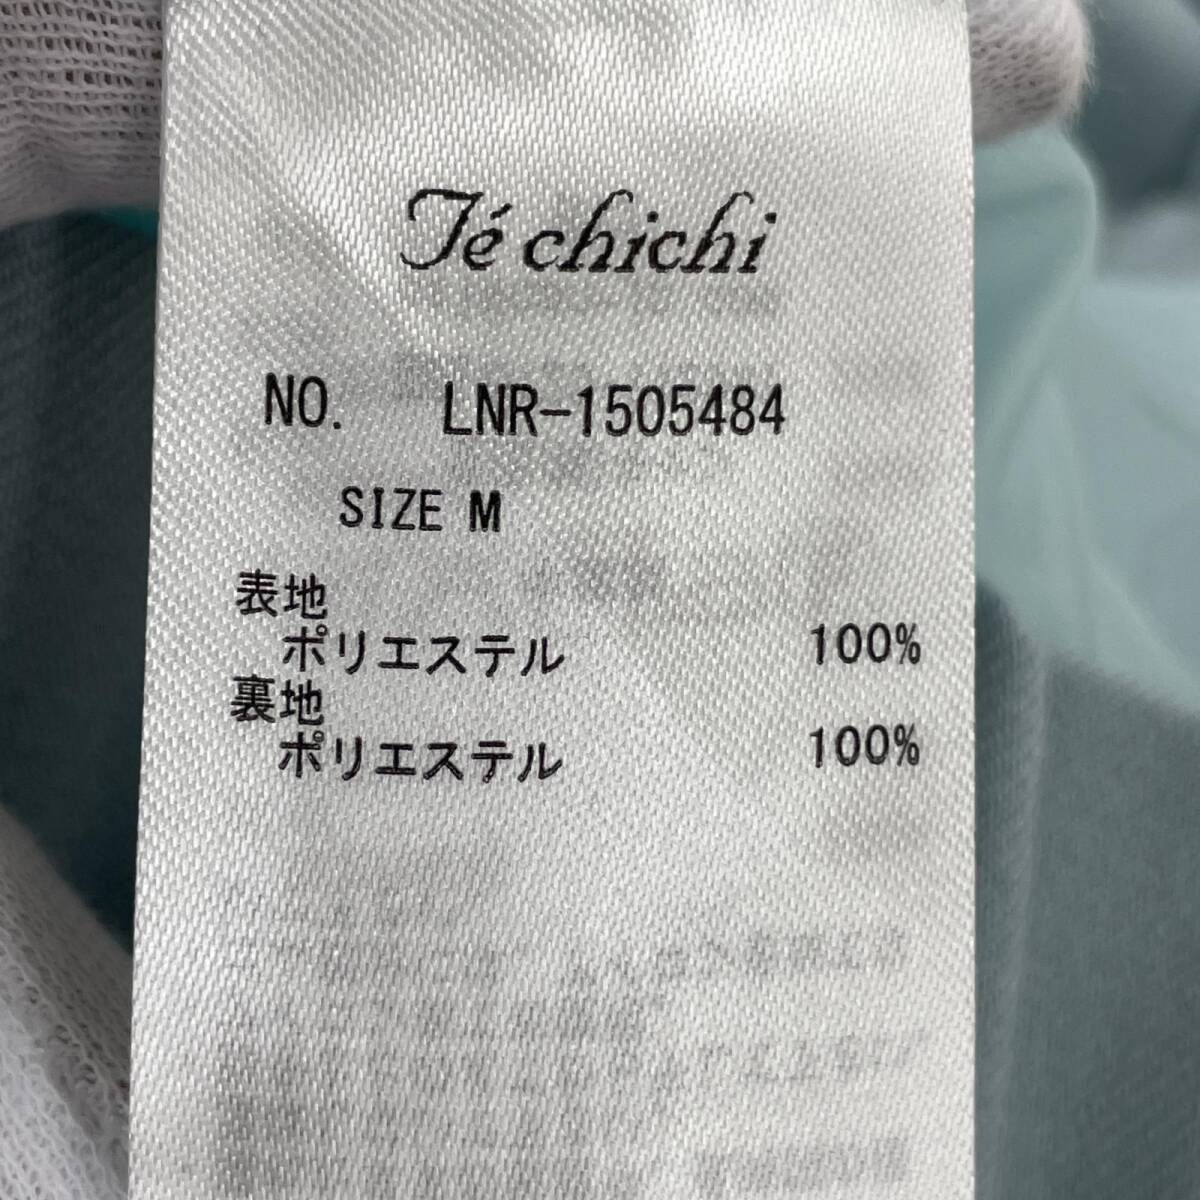 Té chichi
NO. LNR-1505484
SIZE M
表地
ポリエステル 100%
裏地
ポリエステル 100%